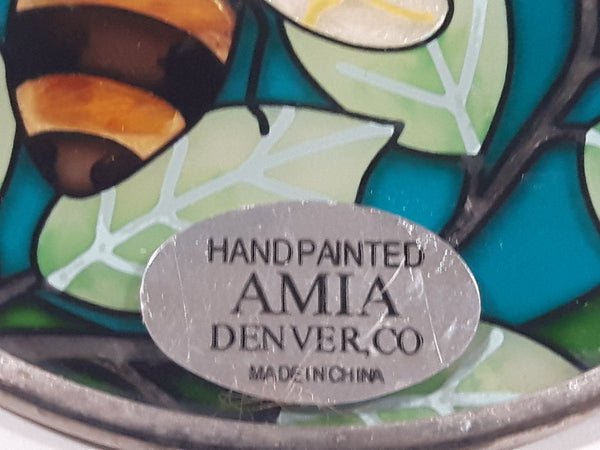 HANDPAINTED
AMIA
DENVER, CO
MADE IN CHINA